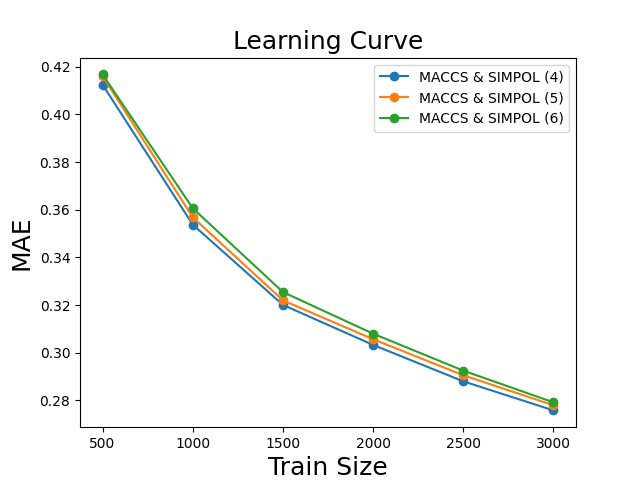 Learning Curve
MACCS & SIMPOL (4)
MACCS & SIMPOL (5)
MACCS & SIMPOL (6)
MAE
0.42
0.40
0.38
0.36
0.34
0.32
0.30
0.28
500 1000 1500 2000 2500 3000
Train Size